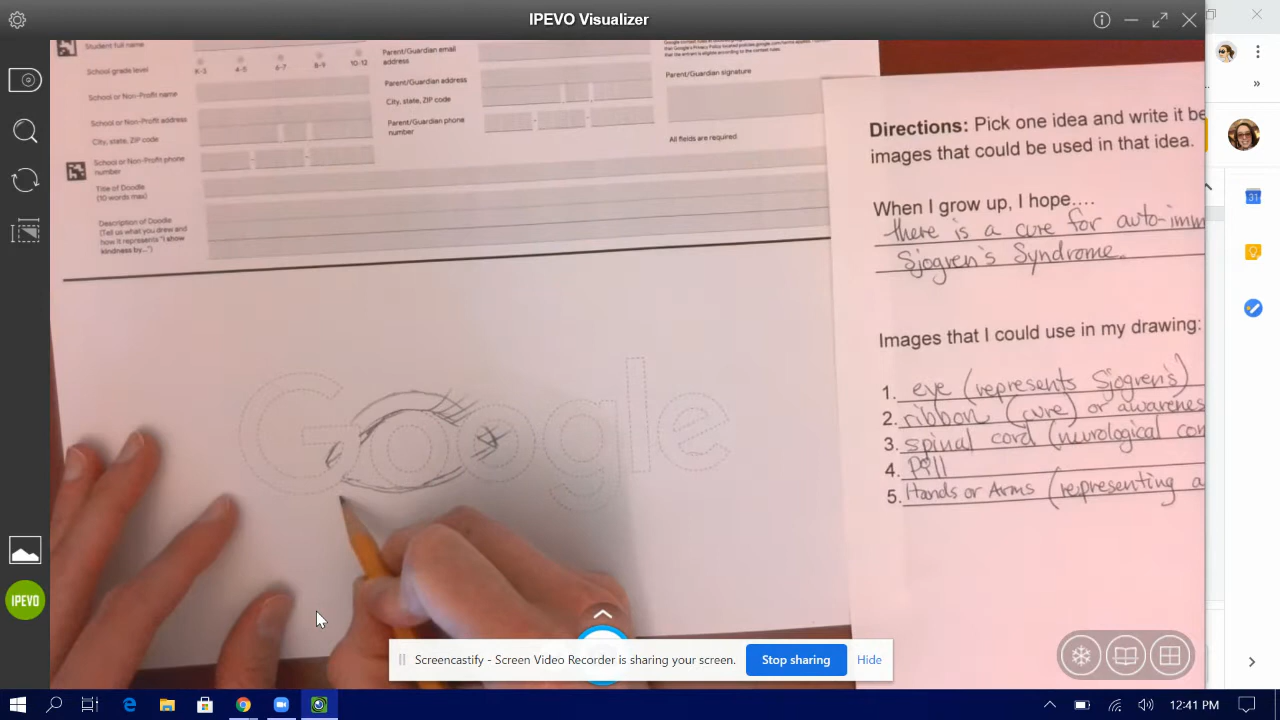 IPEVO Visualizer
Student full name
School grade level
K-3 4-5 6-7 8-9 10-12
School or Non-Profit name
School or Non-Profit address
City, state, ZIP code
School or Non-Profit phone
number
Title of Doodle
(10 words max)
Description of Doodle
(Tell us what you drew and
how it represents "I show
kindness by...")
Parent/Guardian email
address
Parent/Guardian address
City, state, ZIP code
Parent/Guardian phone
number
Parent/Guardian signature
All fields are required.
Google
Directions: Pick one idea and write it be
images that could be used in that idea.
When I grow up, I hope....
there is a cure for auto-imm
Sjogren's Syndrome.
Images that I could use in my drawing:
1. eye (represents Sjogren's)
2. ribbon (cure) or awarenes
3. spinal cord (nurological con
4. Pill
5. Hands or Arms (representing a
IPEVO
31
Screencastify - Screen Video Recorder is sharing your screen.
Stop sharing
Hide
12:41 PM